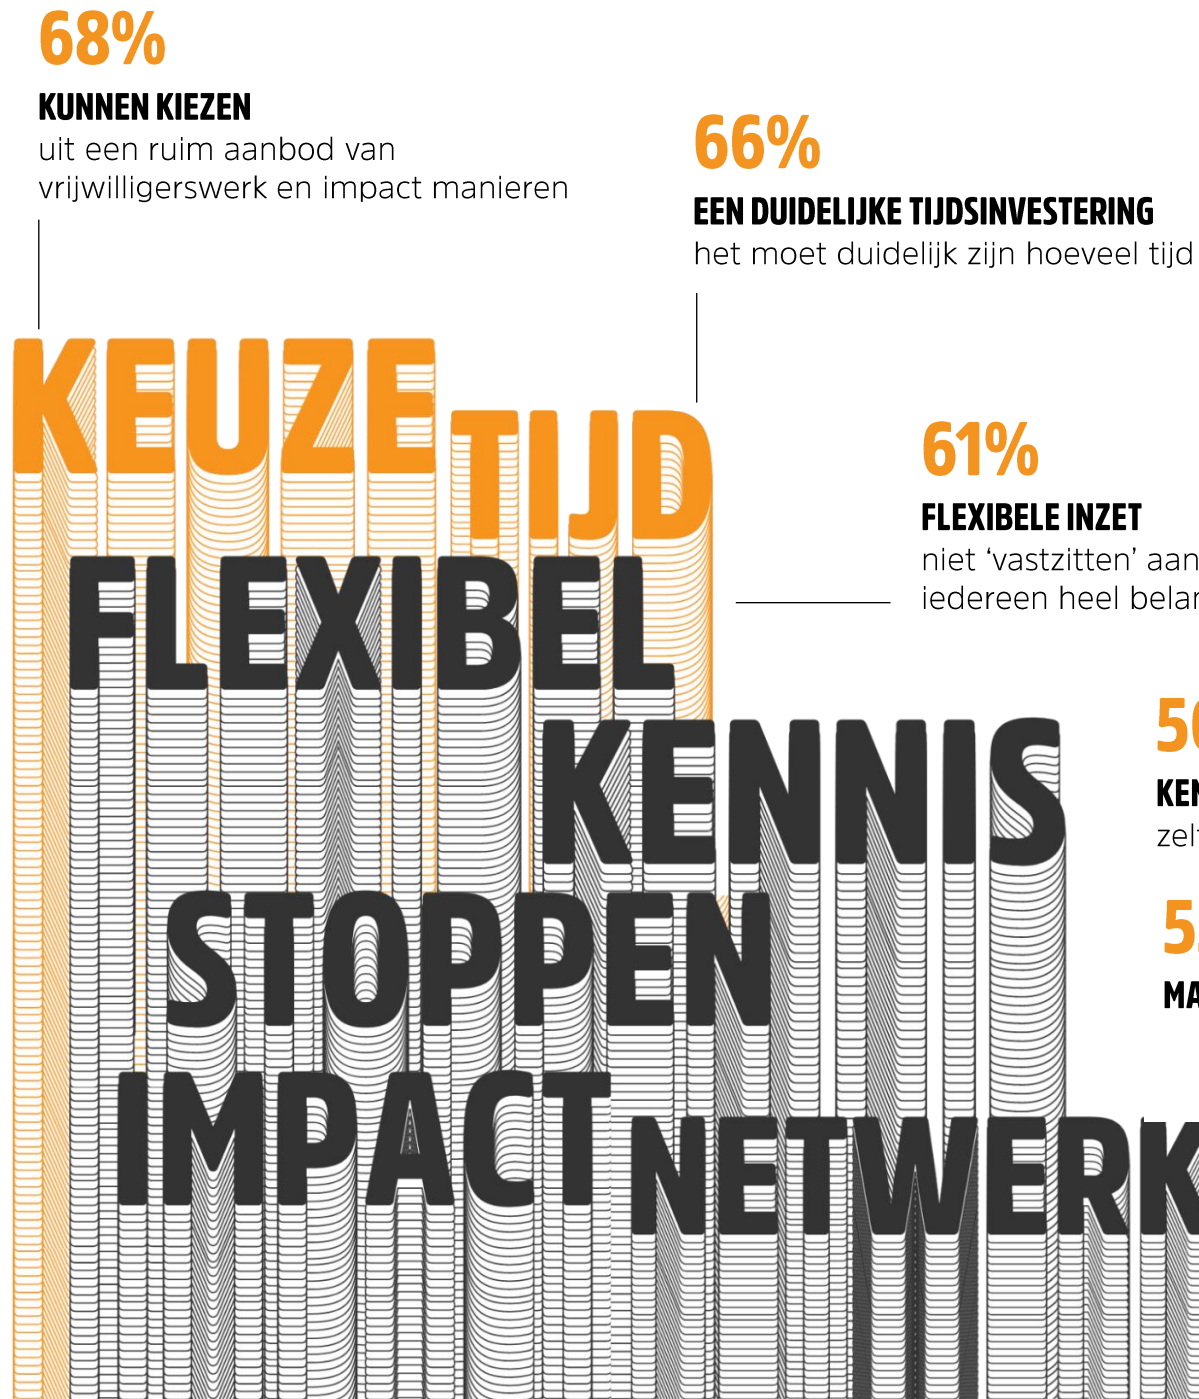 68%
KUNNEN KIEZEN
uit een ruim aanbod van
vrijwilligerswerk en impact manieren
66%
EEN DUIDELIJKE TIJDSINVESTERING
het moet duidelijk zijn hoeveel tijd
KEUZE
TIJD
61%
FLEXIBELE INZET
niet ‘vastzitten’ aan
iedereen heel
FLEXIBEL
KENNIS
STOPPEN
IMPACT
NETWERK